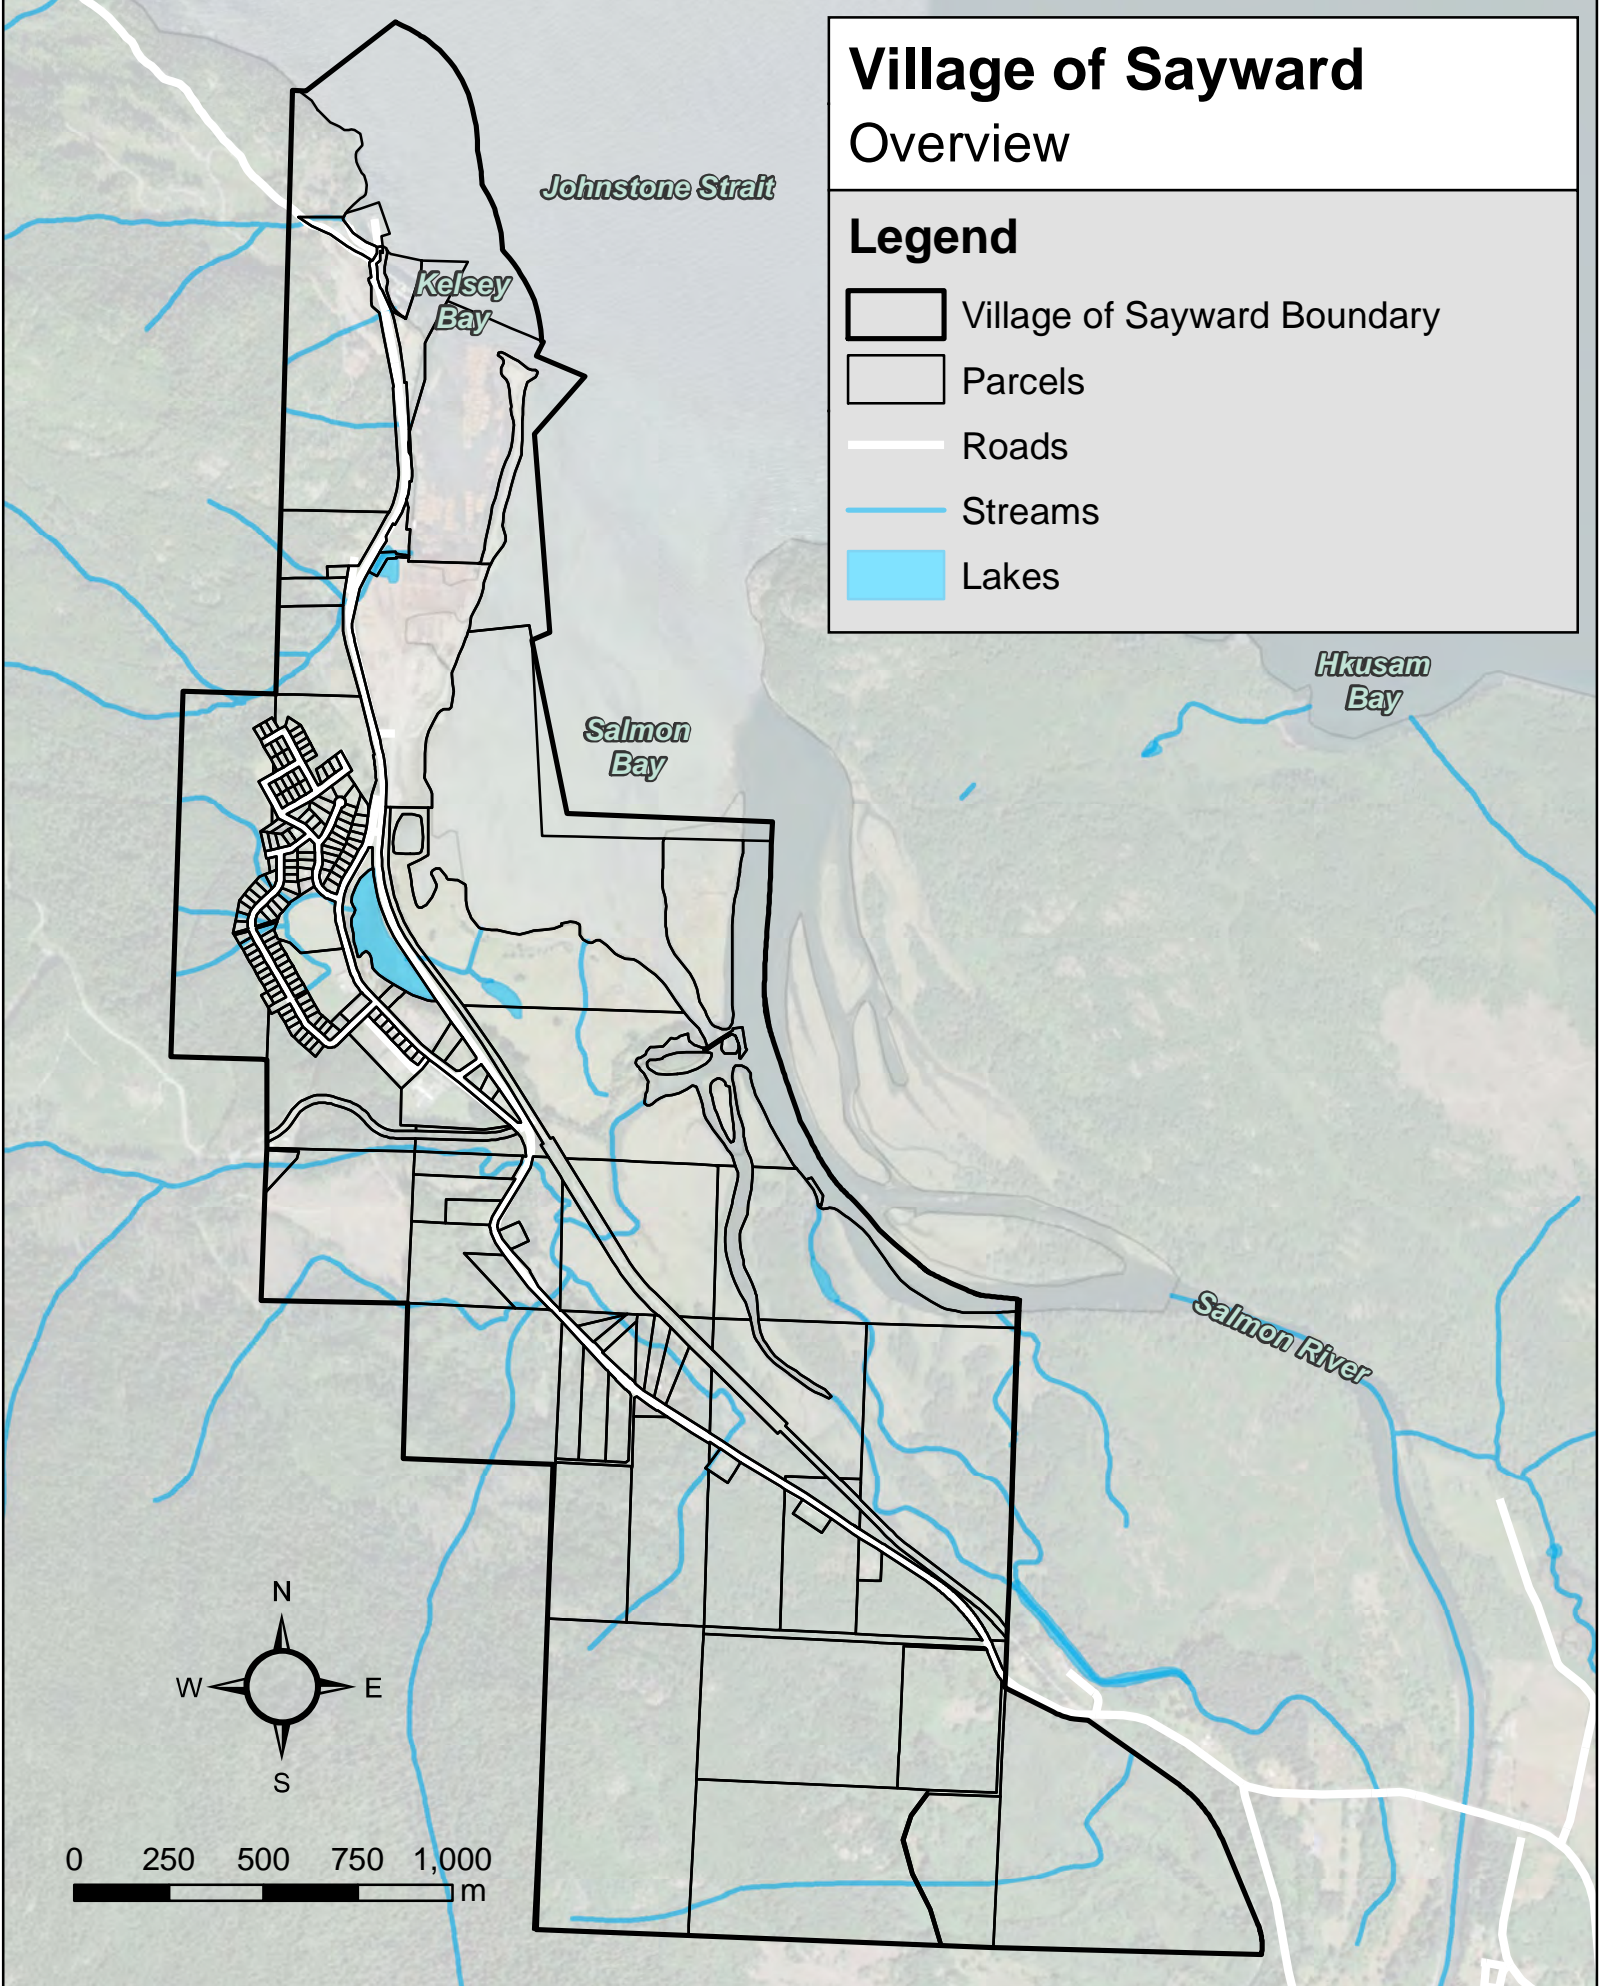 Village of Sayward
Overview
Legend
Village of Sayward Boundary
Parcels
Roads
Streams
Lakes
Johnstone Strait
Kelsey
Bay
Hkusam
Bay
Salmon
Bay
Salmon River
N
W
E
S
0 250 500 750 1,000
m